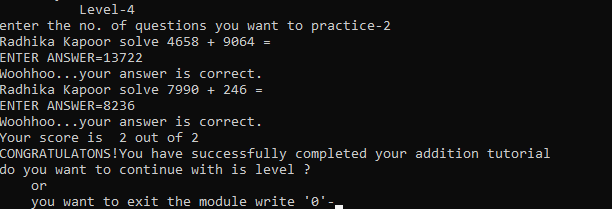 Level-4
enter the no. of questions you want to practice-2
Radhika Kapoor solve 4658 + 9064 =
ENTER ANSWER=13722
Woohhoo...your answer is correct.
Radhika Kapoor solve 7990 + 246 =
ENTER ANSWER=8236
Woohhoo...your answer is correct.
Your score is  2 out of 2
CONGRATULATONS!You have successfully completed your addition tutorial
do you want to continue with is level ?
or
you want to exit the module write '0'-